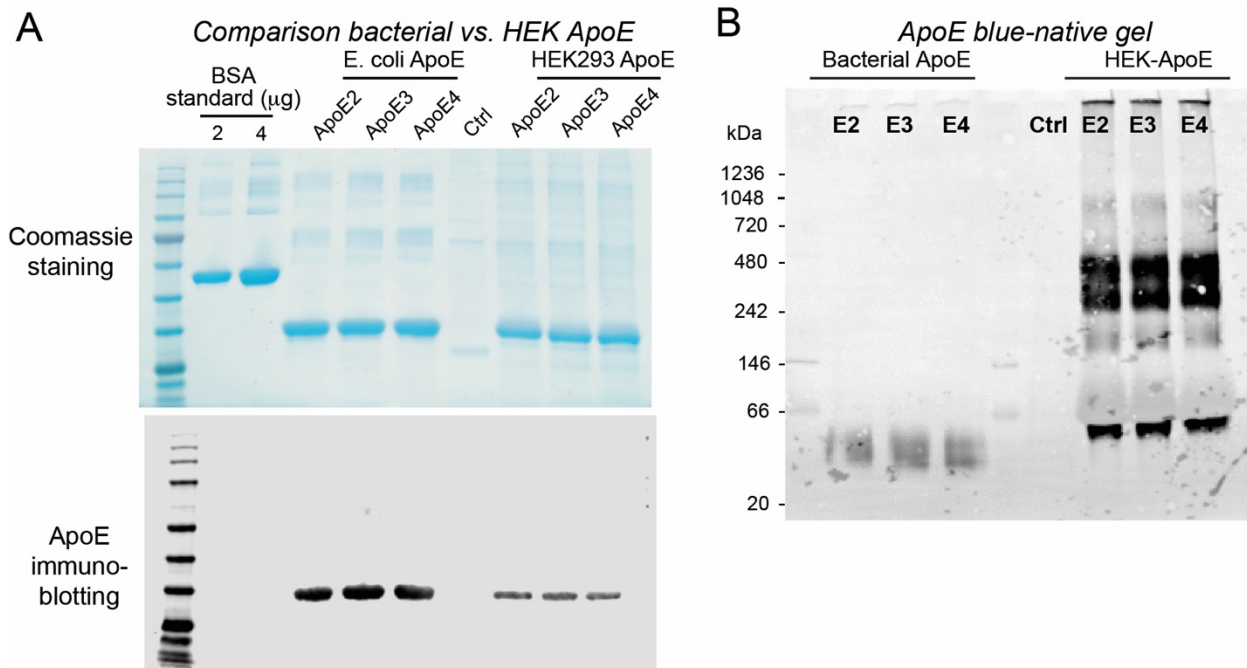 A
Comparison bacterial vs. HEK ApoE
BSA
standard (µg)
2 4
E. coli ApoE
ApoE2 ApoE3 ApoE4
Ctrl
HEK293 ApoE
ApoE2 ApoE3 ApoE4
Coomassie
staining
ApoE
immuno-
blotting
B
ApoE blue-native gel
Bacterial ApoE HEK-ApoE
kDa
E2 E3 E4 Ctrl E2 E3 E4
1236 -
1048 -
720 -
480 -
242 -
146 -
66 -
20 -